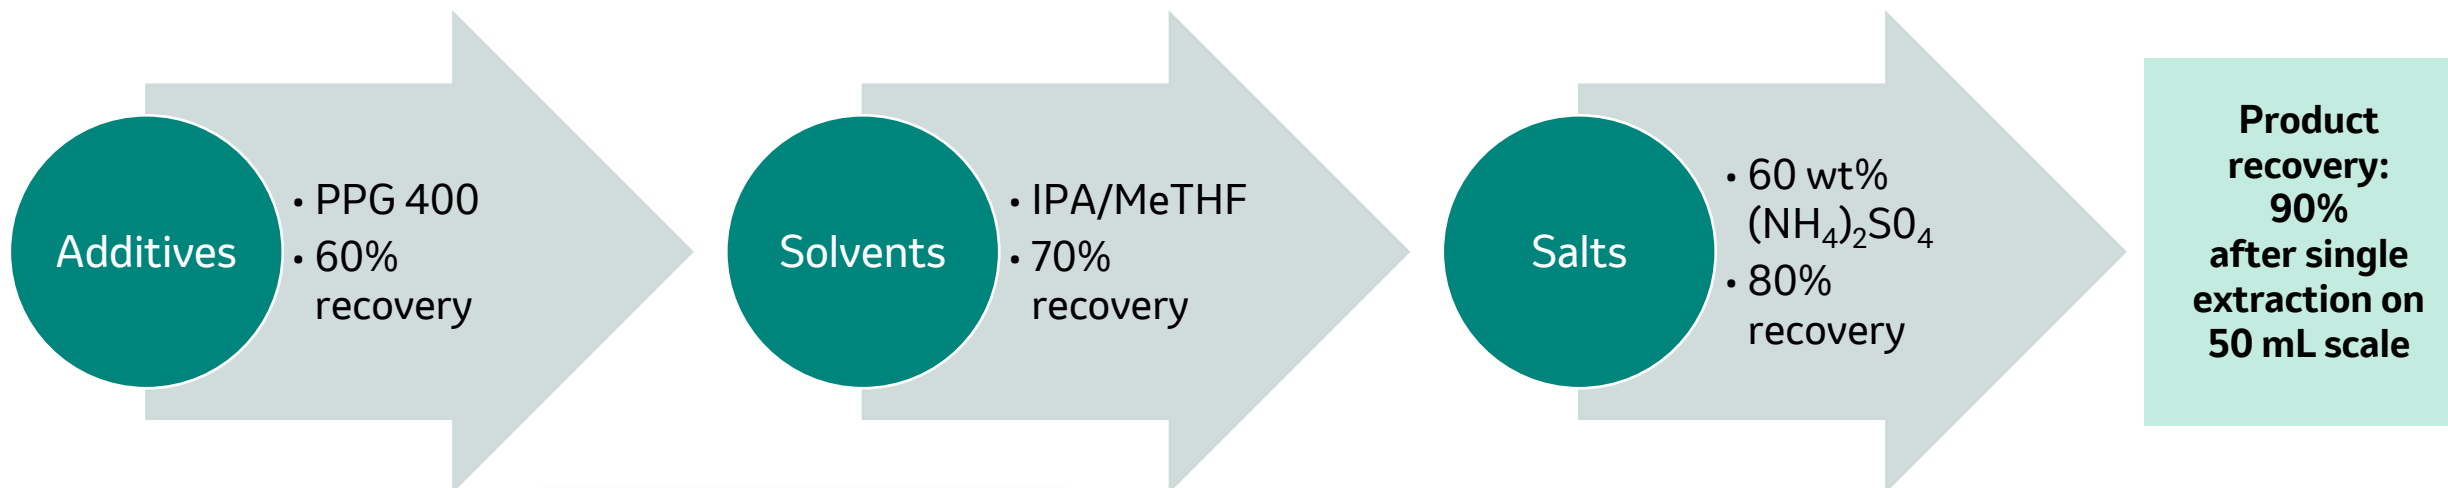 Additives
• PPG 400
• 60%
recovery
Solvents
• IPA/MeTHF
• 70%
recovery
Salts
• 60 wt%
(NH₄)₂S0₄
• 80%
recovery
Product
recovery:
90%
after single
extraction on
50 mL scale